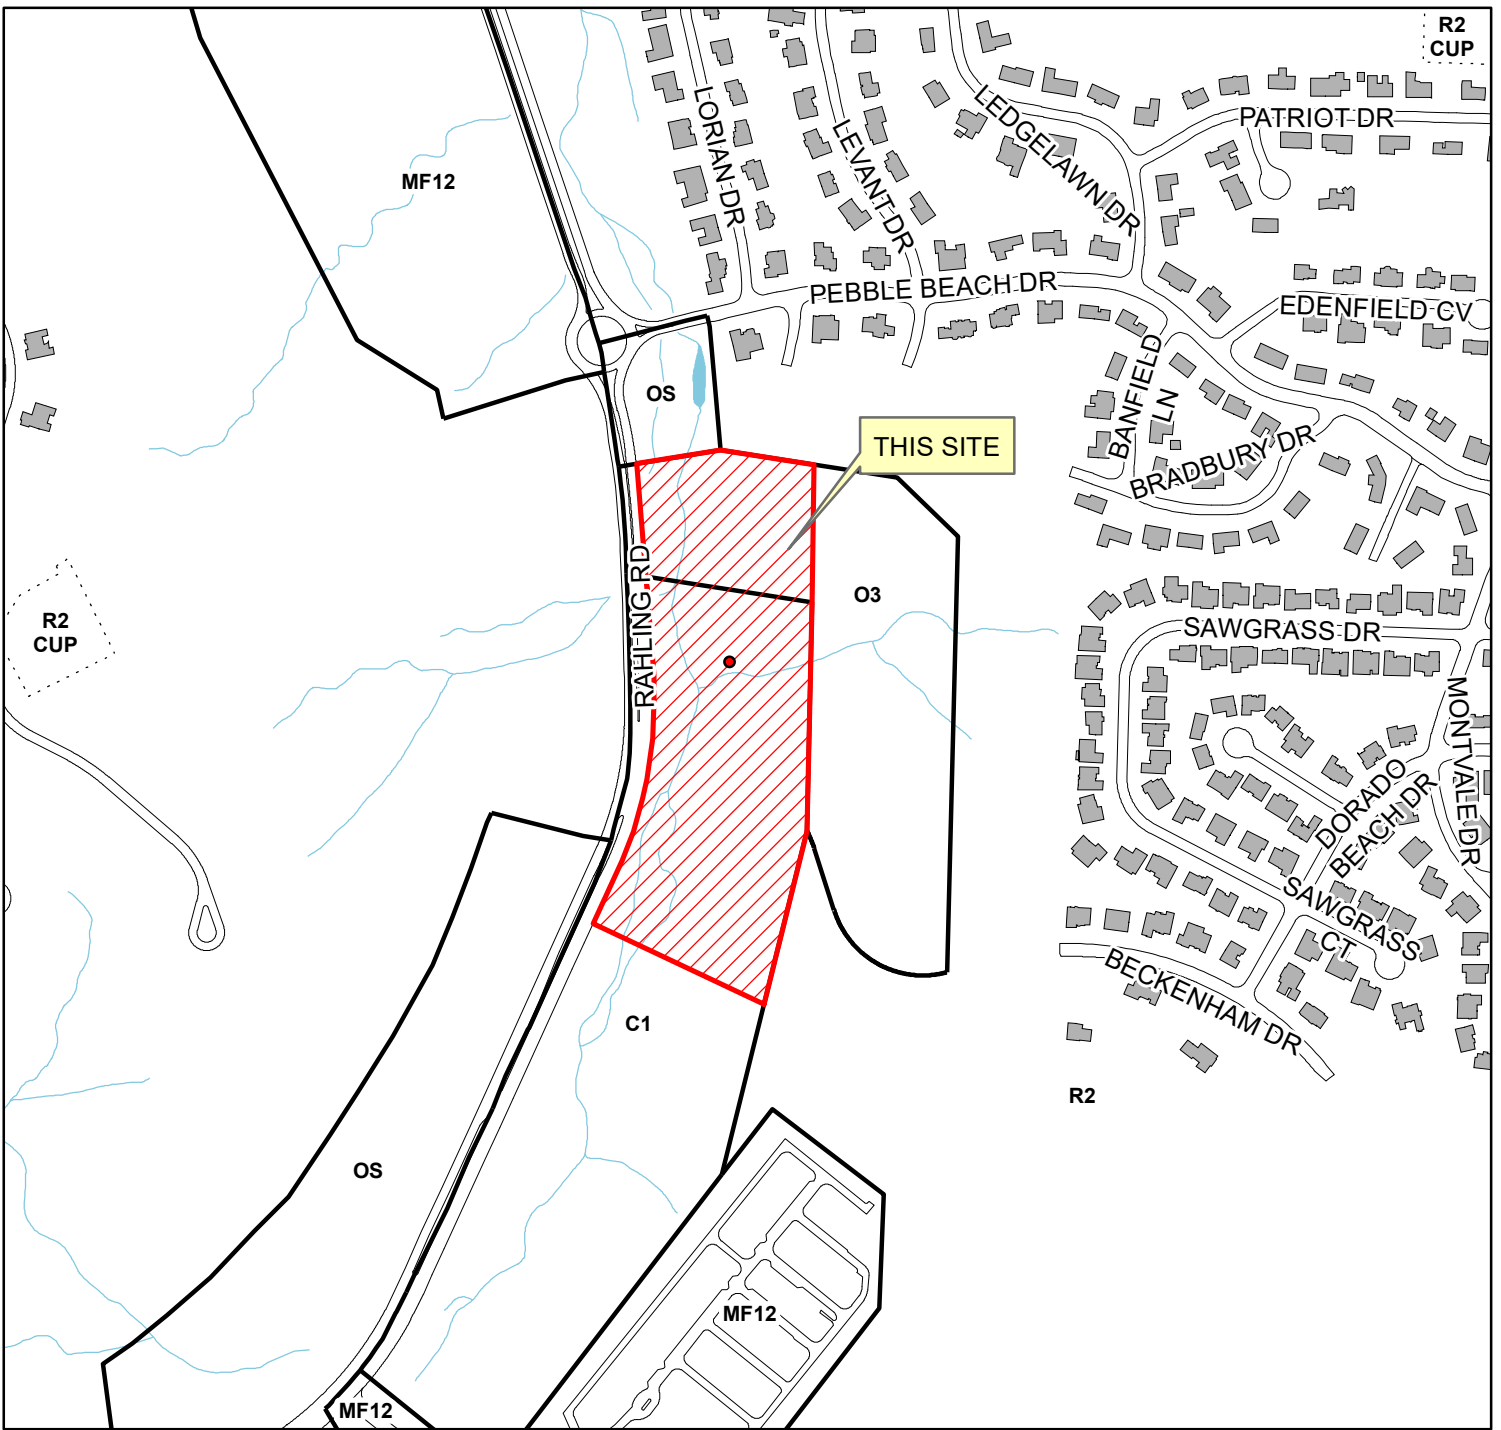 R2
CUP
PATRIOT DR
LEDGELAWN DR
LORIAN DR
LEVANT DR
MF12
PEBBLE BEACH DR
EDENFIELD CV
BANFIELD
LN
OS
THIS SITE
BRADBURY DR
RAHLING RD
O3
R2
CUP
SAWGRASS DR
MONTVALE DR
DORADO
BEACH DR
SAWGRASS
CT
BECKENHAM DR
C1
R2
OS
MF12
MF12